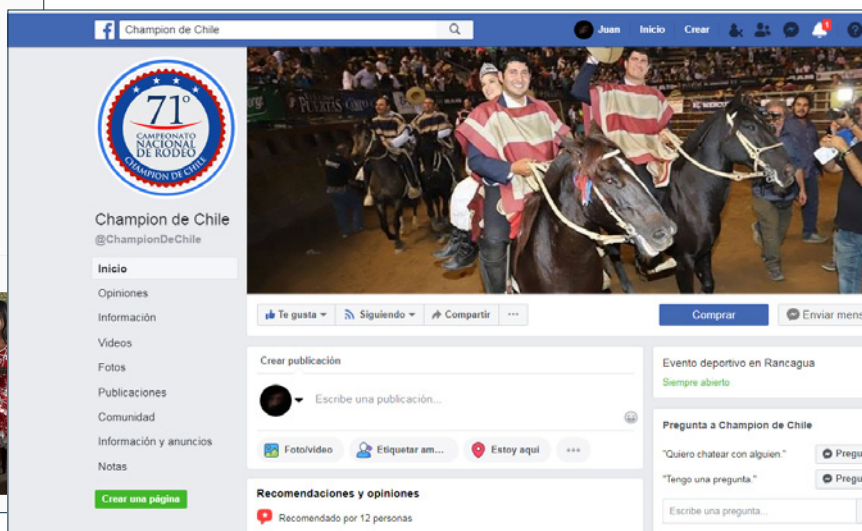 Champion de Chile
Juan
Inicio
Crear
1
71°
CAMPEONATO
NACIONAL
DE RODEO
CHAMPION DE CHILE
PUERTAS
EL MERCURIO
Champion de Chile
@ChampionDeChile
Inicio
Opiniones
Información
Videos
Fotos
Publicaciones
Comunidad
Información y anuncios
Notas
Crear una página
Te gusta
Siguiendo
Compartir
Comprar
Enviar mens
Crear publicación
Escribe una publicación...
Foto/video
Etiquetar am...
Estoy aquí
Recomendaciones y opiniones
Recomendado por 12 personas
Evento deportivo en Rancagua
Siempre abierto
Pregunta a Champion de Chile
"Quiero chatear con alguien."
Pregu
"Tengo una pregunta."
Pregu
Escribe una pregunta...